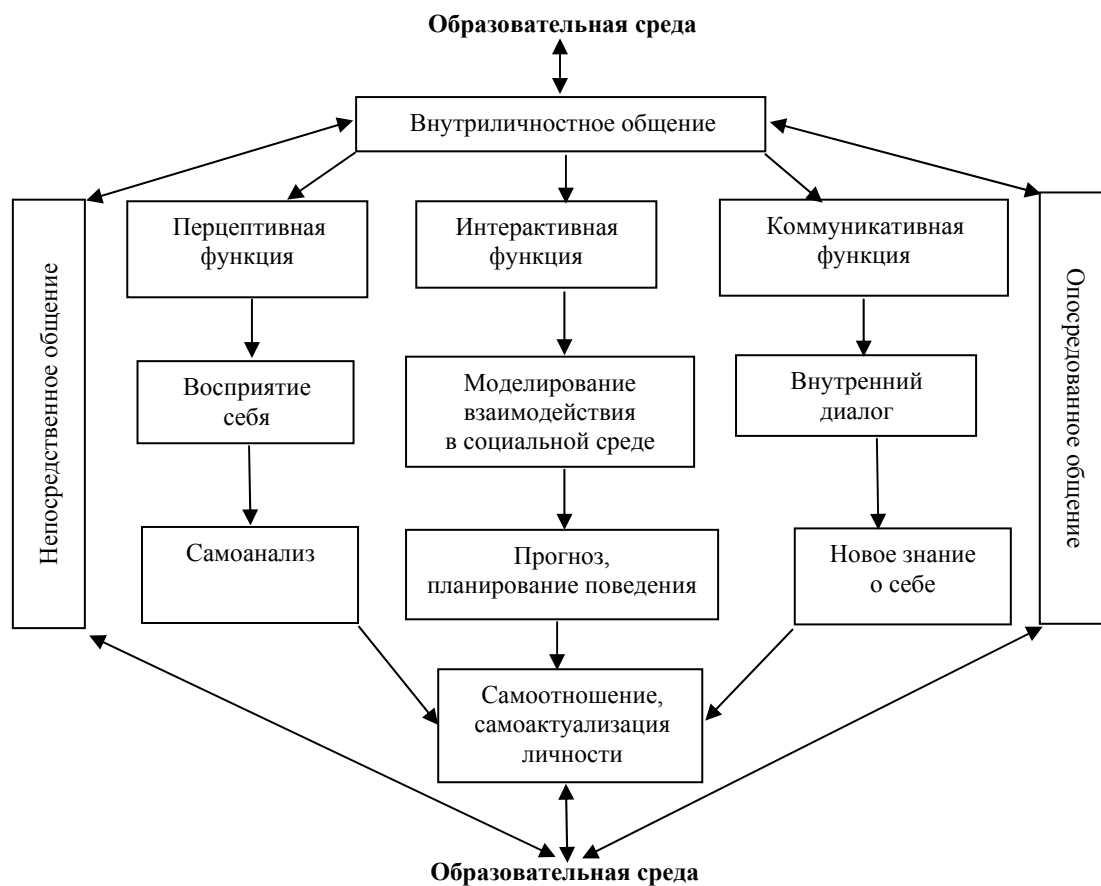 Образовательная среда
Внутриличностное общение
Непосредственное общение
Перцептивная
функция
Интерактивная
функция
Коммуникативная
функция
Опосредованное общение
Восприятие
себя
Моделирование
взаимодействия
в социальной среде
Внутренний
диалог
Самоанализ
Прогноз,
планирование поведения
Новое знание
о себе
Самоотношение,
самоактуализация
личности
Образовательная среда